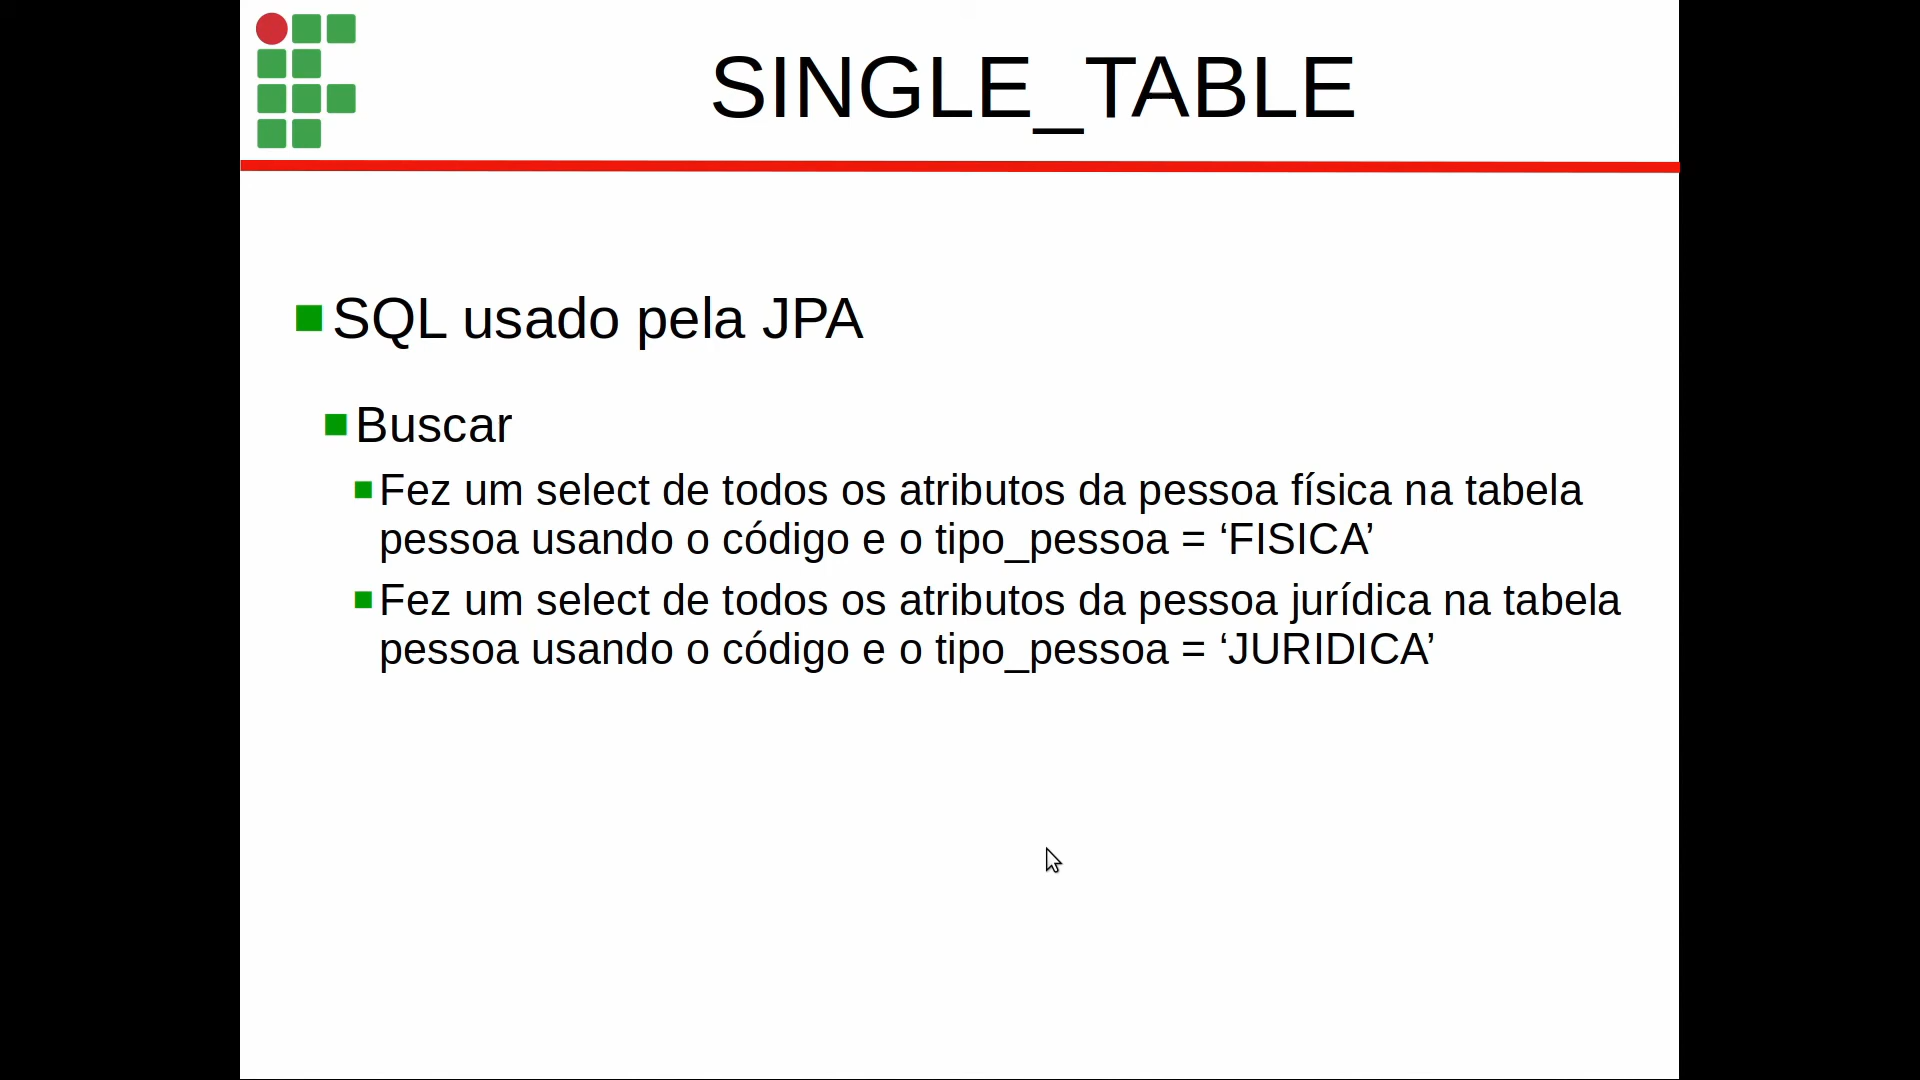 SINGLE_TABLE
SQL usado pela JPA
Buscar
Fez um select de todos os atributos da pessoa física na tabela
pessoa usando o código e o tipo_pessoa = ‘FISICA’
Fez um select de todos os atributos da pessoa jurídica na tabela
pessoa usando o código e o tipo_pessoa = ‘JURIDICA’